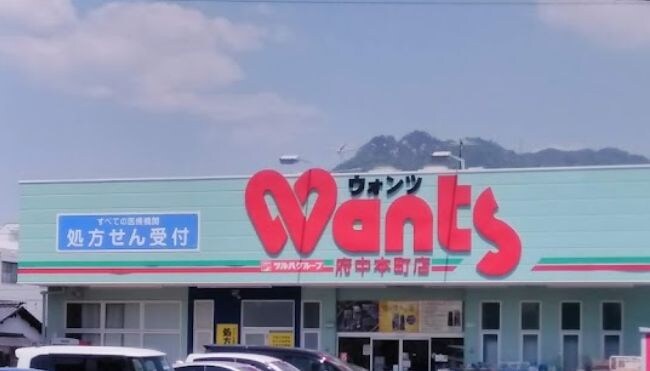 ウォンツ
Wants
すべての医療機関
処方せん受付
ツルハグループ
府中本町店
処方